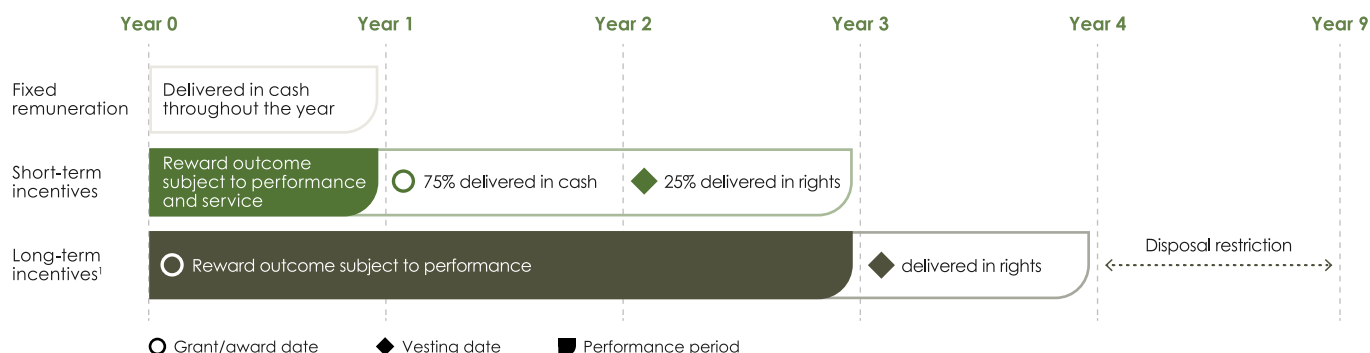 Year 0 Year 1 Year 2 Year 3 Year 4 Year 9
Fixed
remuneration
Delivered in cash
throughout the year
Short-term
incentives
Reward outcome
subject to performance
and service
75% delivered in cash
25% delivered in rights
Long-term
incentives¹
Reward outcome subject to performance
delivered in rights
Disposal restriction
Grant/award date Vesting date Performance period